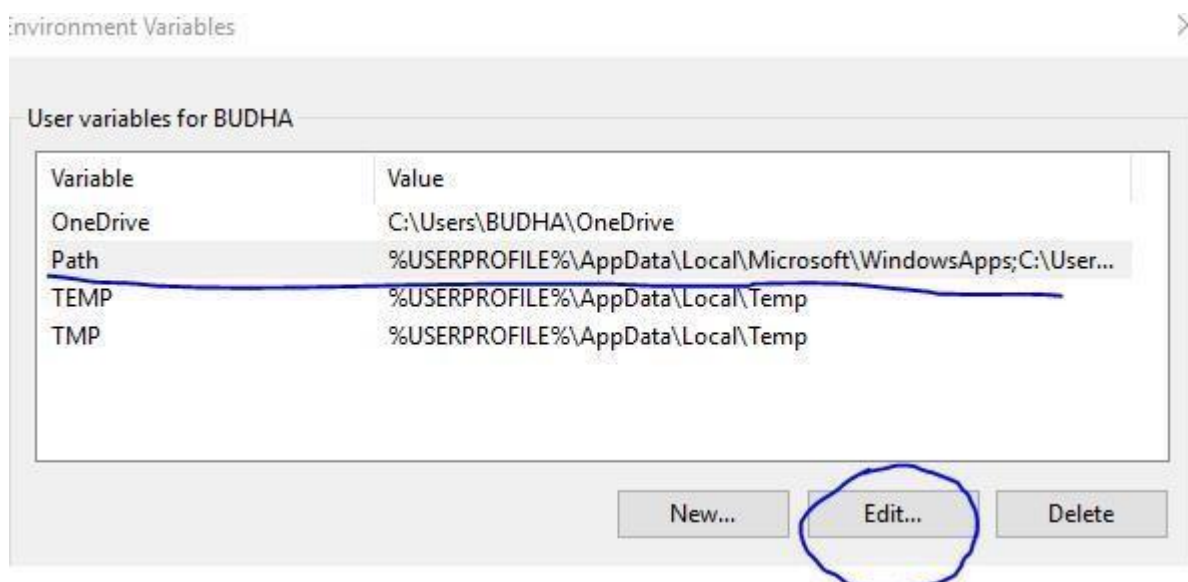 Environment Variables
User variables for BUDHA
Variable Value
OneDrive C:\Users\BUDHA\OneDrive
Path %USERPROFILE%\AppData\Local\Microsoft\WindowsApps;C:\User...
TEMP %USERPROFILE%\AppData\Local\Temp
TMP %USERPROFILE%\AppData\Local\Temp
New... Edit... Delete